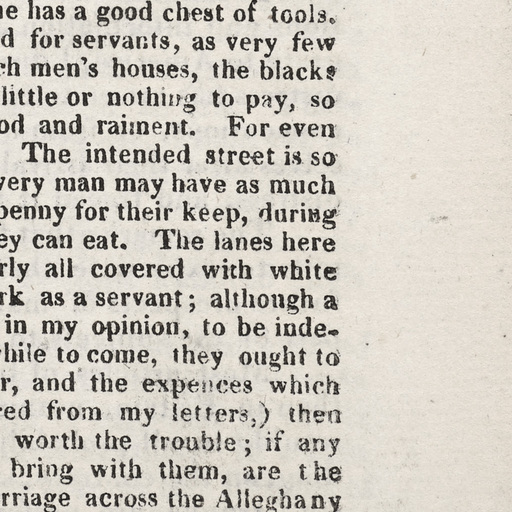 ne has a good chest of tools.
d for servants, as very few
ch men's houses, the blacks
little or nothing to pay, so
od and raiment. For even
The intended street is so
very man may have as much
penny for their keep, during
ey can eat. The lanes here
rly all covered with white
rk as a servant; although a
in my opinion, to be inde-
while to come, they ought to
r, and the expences which
red from my letters,) then
worth the trouble; if any
bring with them, are the
rriage across the Alleghany